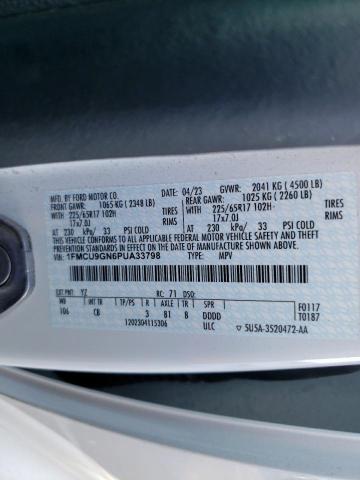 MFD. BY FORD MOTOR CO.
04/23 GVWR: 2041 KG ( 4500 LB)
FRONT GAWR: 1065 KG ( 2348 LB) REAR GAWR: 1025 KG ( 2260 LB)
WITH 225/65R17 102H TIRES WITH 225/65R17 102H TIRES
17x7.0J RIMS 17x7.0J RIMS
AT 230 kPa/ 33 PSI COLD AT 230 kPa/ 33 PSI COLD
THIS VEHICLE CONFORMS TO ALL APPLICABLE FEDERAL MOTOR VEHICLE SAFETY AND THEFT
PREVENTION STANDARDS IN EFFECT ON THE DATE OF MANUFACTURE SHOWN ABOVE.
VIN: 1FMCU9GN6PUA33798 TYPE: MPV
EXT PNT: YZ RC: 71 DSO:
WB INT TR TP/PS R AX TR SPR F0117
106 CB 3 B1 B DDDD T0187
1202304115306 ULC 5U5A-3520472-AA